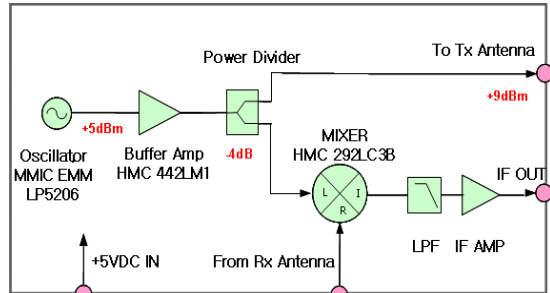 Power Divider
To Tx Antenna
+5dBm
+9dBm
Oscillator
MMIC EMM
LP5206
Buffer Amp
HMC 442LM1
-4dB
MIXER
HMC 292LC3B
L
I
R
IF OUT
LPF
IF AMP
+5VDC IN
From Rx Antenna